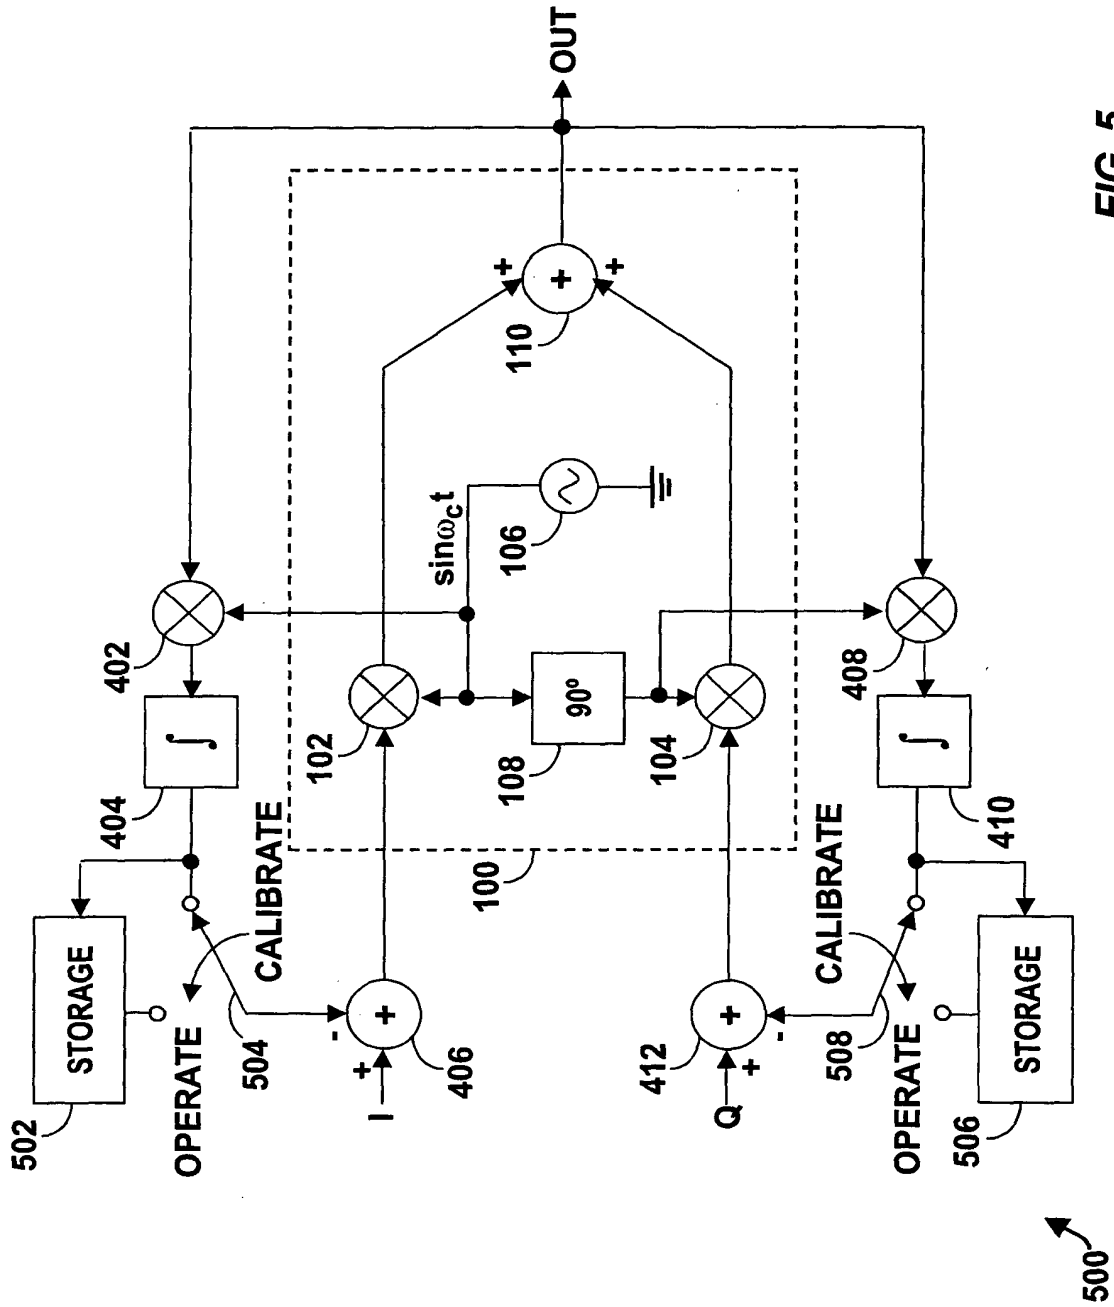 502
STORAGE
404
402
OPERATE
504
CALIBRATE
102
-
+
I
+
406
sinωct
100
106
+
+
110
+
108
90º
OUT
412
104
+
Q
+
-
508
CALIBRATE
408
OPERATE
506
STORAGE
410
500
FIG. 5